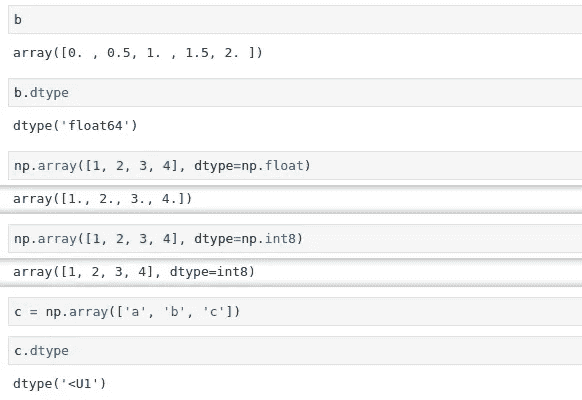 b
array([0. , 0.5, 1. , 1.5, 2. ])
b.dtype
dtype('float64')
np.array([1, 2, 3, 4], dtype=np.float)
array([1., 2., 3., 4.])
np.array([1, 2, 3, 4], dtype=np.int8)
array([1, 2, 3, 4], dtype=int8)
c = np.array(['a', 'b', 'c'])
c.dtype
dtype('<U1')